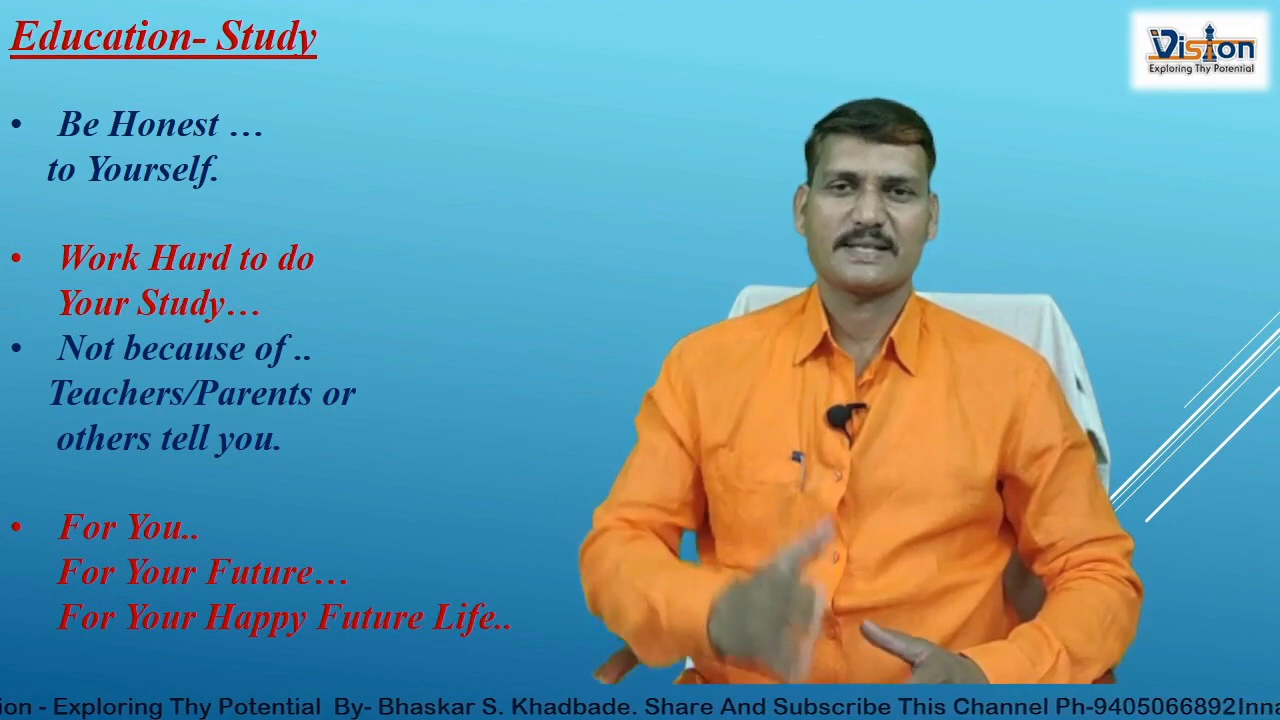 Education- Study
• Be Honest …
to Yourself.
• Work Hard to do
Your Study…
• Not because of ..
Teachers/Parents or
others tell you.
• For You..
For Your Future…
For Your Happy Future Life..
Vision
Exploring Thy Potential
ion - Exploring Thy Potential By- Bhaskar S. Khadbade. Share And Subscribe This Channel Ph-9405066892Inna